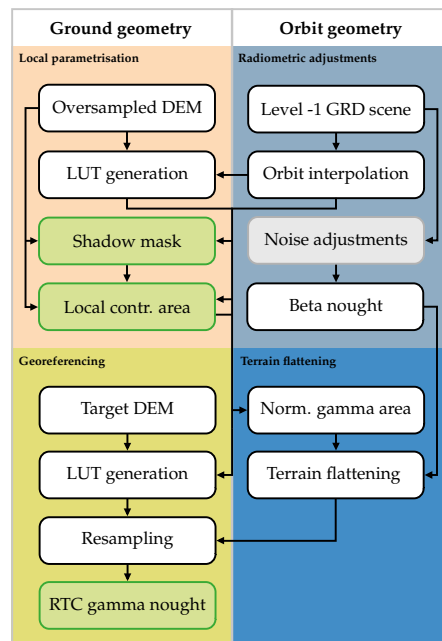 Ground geometry
Orbit geometry
Local parametrisation
Radiometric adjustments
Oversampled DEM
Level -1 GRD scene
LUT generation
Orbit interpolation
Shadow mask
Noise adjustments
Local contr. area
Beta nought
Georeferencing
Terrain flattening
Target DEM
Norm. gamma area
LUT generation
Terrain flattening
Resampling
RTC gamma nought